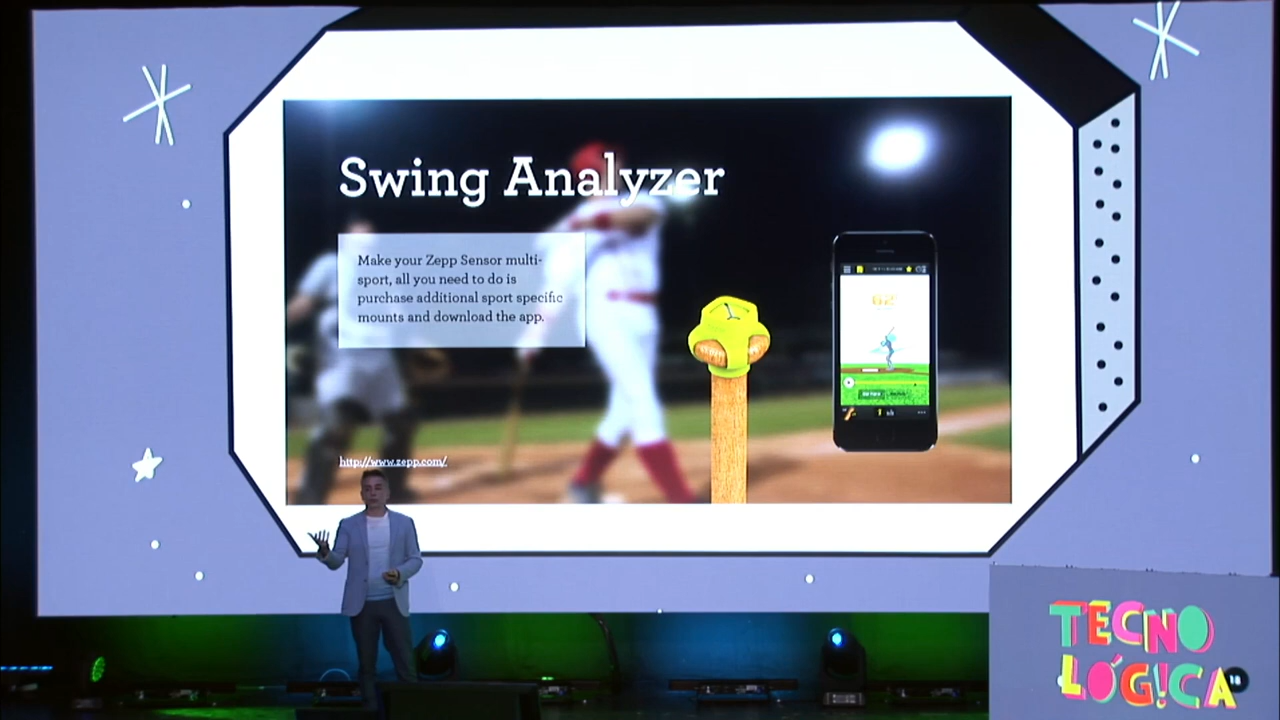 Swing Analyzer
Make your Zepp Sensor multi-
sport, all you need to do is
purchase additional sport specific
mounts and download the app.
http://www.zepp.com/
TECNO
LÓG!CA